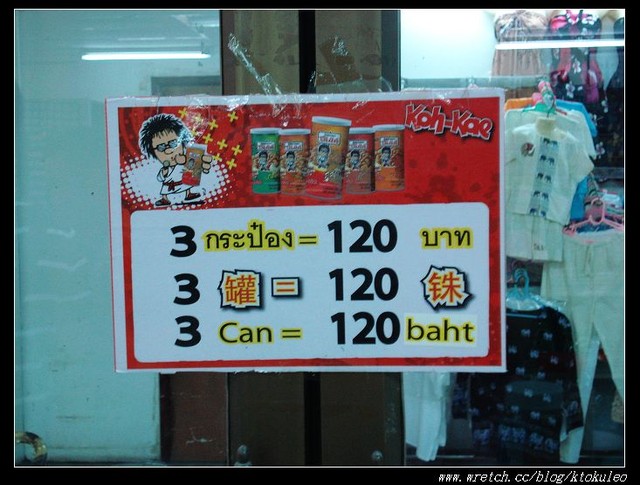 Koh-Kae
3 กระป๋อง = 120 บาท
3 罐 = 120 铢
3 Can = 120 baht
www.wretch.cc/blog/ktokuleo